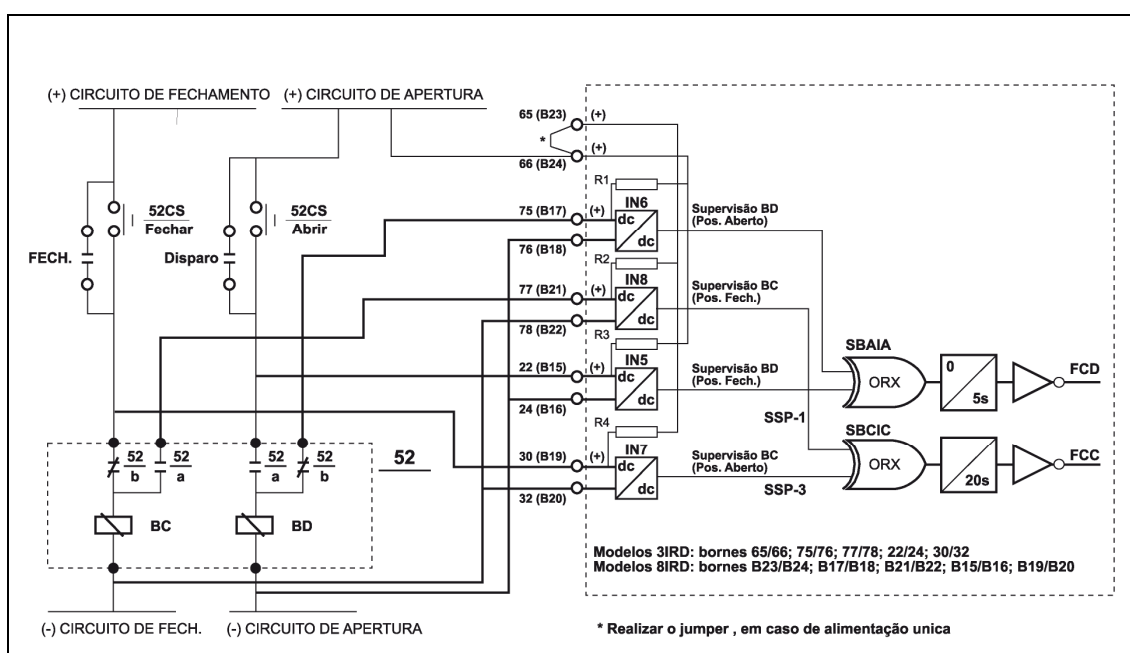 (+) CIRCUITO DE FECHAMENTO
(+) CIRCUITO DE APERTURA
65 (B23)
(+)
*
(+)
66 (B24)
R1
IN6
75 (B17)
(+)
dc
dc
76 (B18)
Supervisão BD
(Pos. Aberto)
52CS
Fechar
52CS
Abrir
FECH.
Disparo
R2
IN8
77 (B21)
(+)
dc
dc
78 (B22)
Supervisão BC
(Pos. Fech.)
R3
IN5
22 (B15)
(+)
dc
dc
24 (B16)
Supervisão BD
(Pos. Fech.)
SBAIA
ORX
0
5s
FCD
SSP-1
R4
IN7
30 (B19)
(+)
dc
dc
32 (B20)
Supervisão BC
(Pos. Aberto)
SSP-3
SBCIC
ORX
0
20s
FCC
52
b
52
a
52
a
52
b
52
BC
BD
Modelos 3IRD: bornes 65/66; 75/76; 77/78; 22/24; 30/32
Modelos 8IRD: bornes B23/B24; B17/B18; B21/B22; B15/B16; B19/B20
(-) CIRCUITO DE FECH.
(-) CIRCUITO DE APERTURA
* Realizar o jumper , em caso de alimentação unica